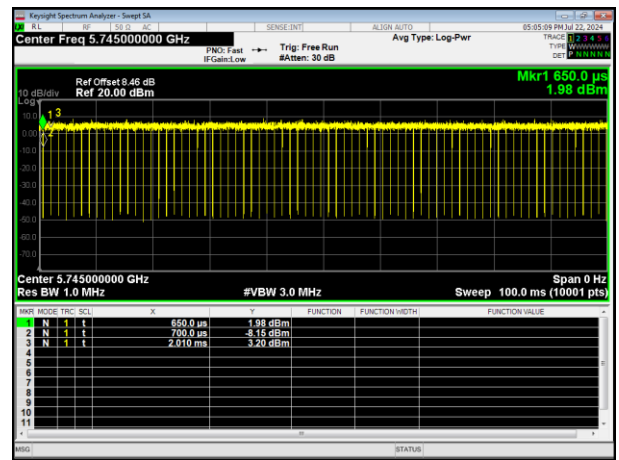 Keysight Spectrum Analyzer - Swept SA
RL RF 50 Ω AC SENSE:INT ALIGN AUTO 05:05:09 PM Jul 22, 2024
Center Freq 5.745000000 GHz Avg Type: Log-Pwr TRACE 1 2 3 4 5 6
PNO: Fast Trig: Free Run TYPE WWWWWW
IFGain:Low #Atten: 30 dB DET P N N N N N
Ref Offset 8.46 dB Mkr1 650.0 µs
10 dB/div Ref 20.00 dBm 1.98 dBm
Log
10.0
0.00
-10.0
-20.0
-30.0
-40.0
-50.0
-60.0
-70.0
1 3
2
Center 5.745000000 GHz Span 0 Hz
Res BW 1.0 MHz #VBW 3.0 MHz Sweep 100.0 ms (10001 pts)
MKR MODE TRC SCL X Y FUNCTION FUNCTION WIDTH FUNCTION VALUE
1 N 1 t 650.0 µs 1.98 dBm
2 N 1 t 700.0 µs -8.15 dBm
3 N 1 t 2.010 ms 3.20 dBm
4
5
6
7
8
9
10
11
MSG STATUS